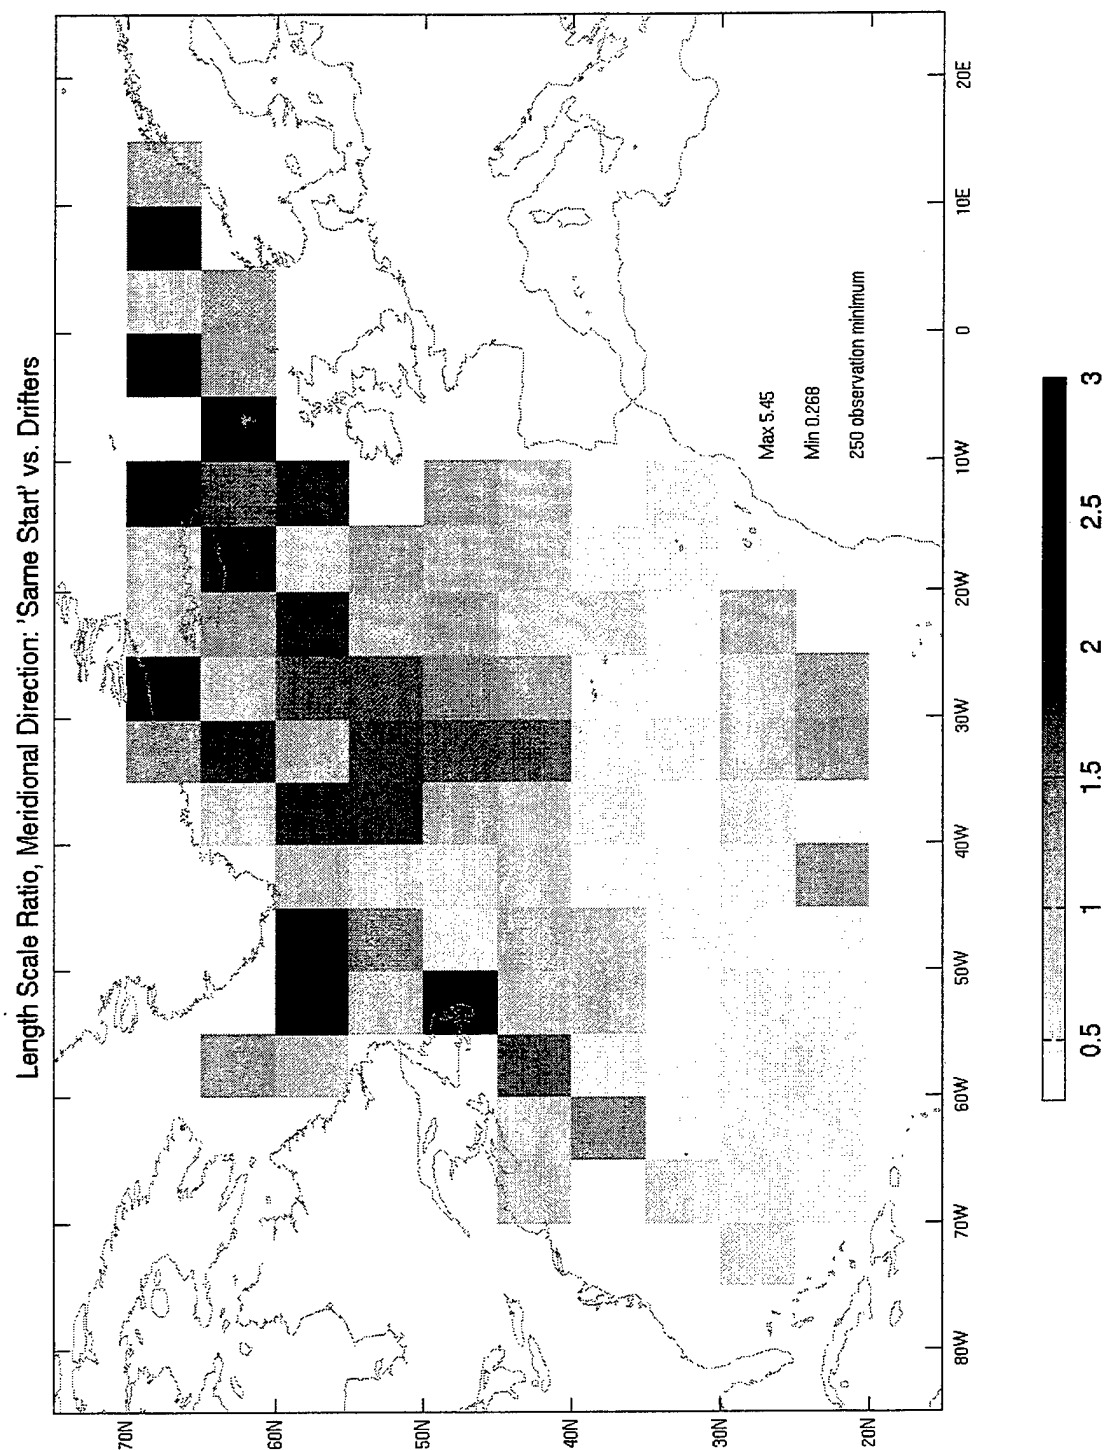 Length Scale Ratio, Meridional Direction: 'Same Start' vs. Drifters
70N
60N
50N
40N
30N
20N
80W
70W
60W
50W
40W
30W
20W
10W
0
10E
20E
Max 5.45
Min 0.268
250 observation minimum
0.5
1
1.5
2
2.5
3